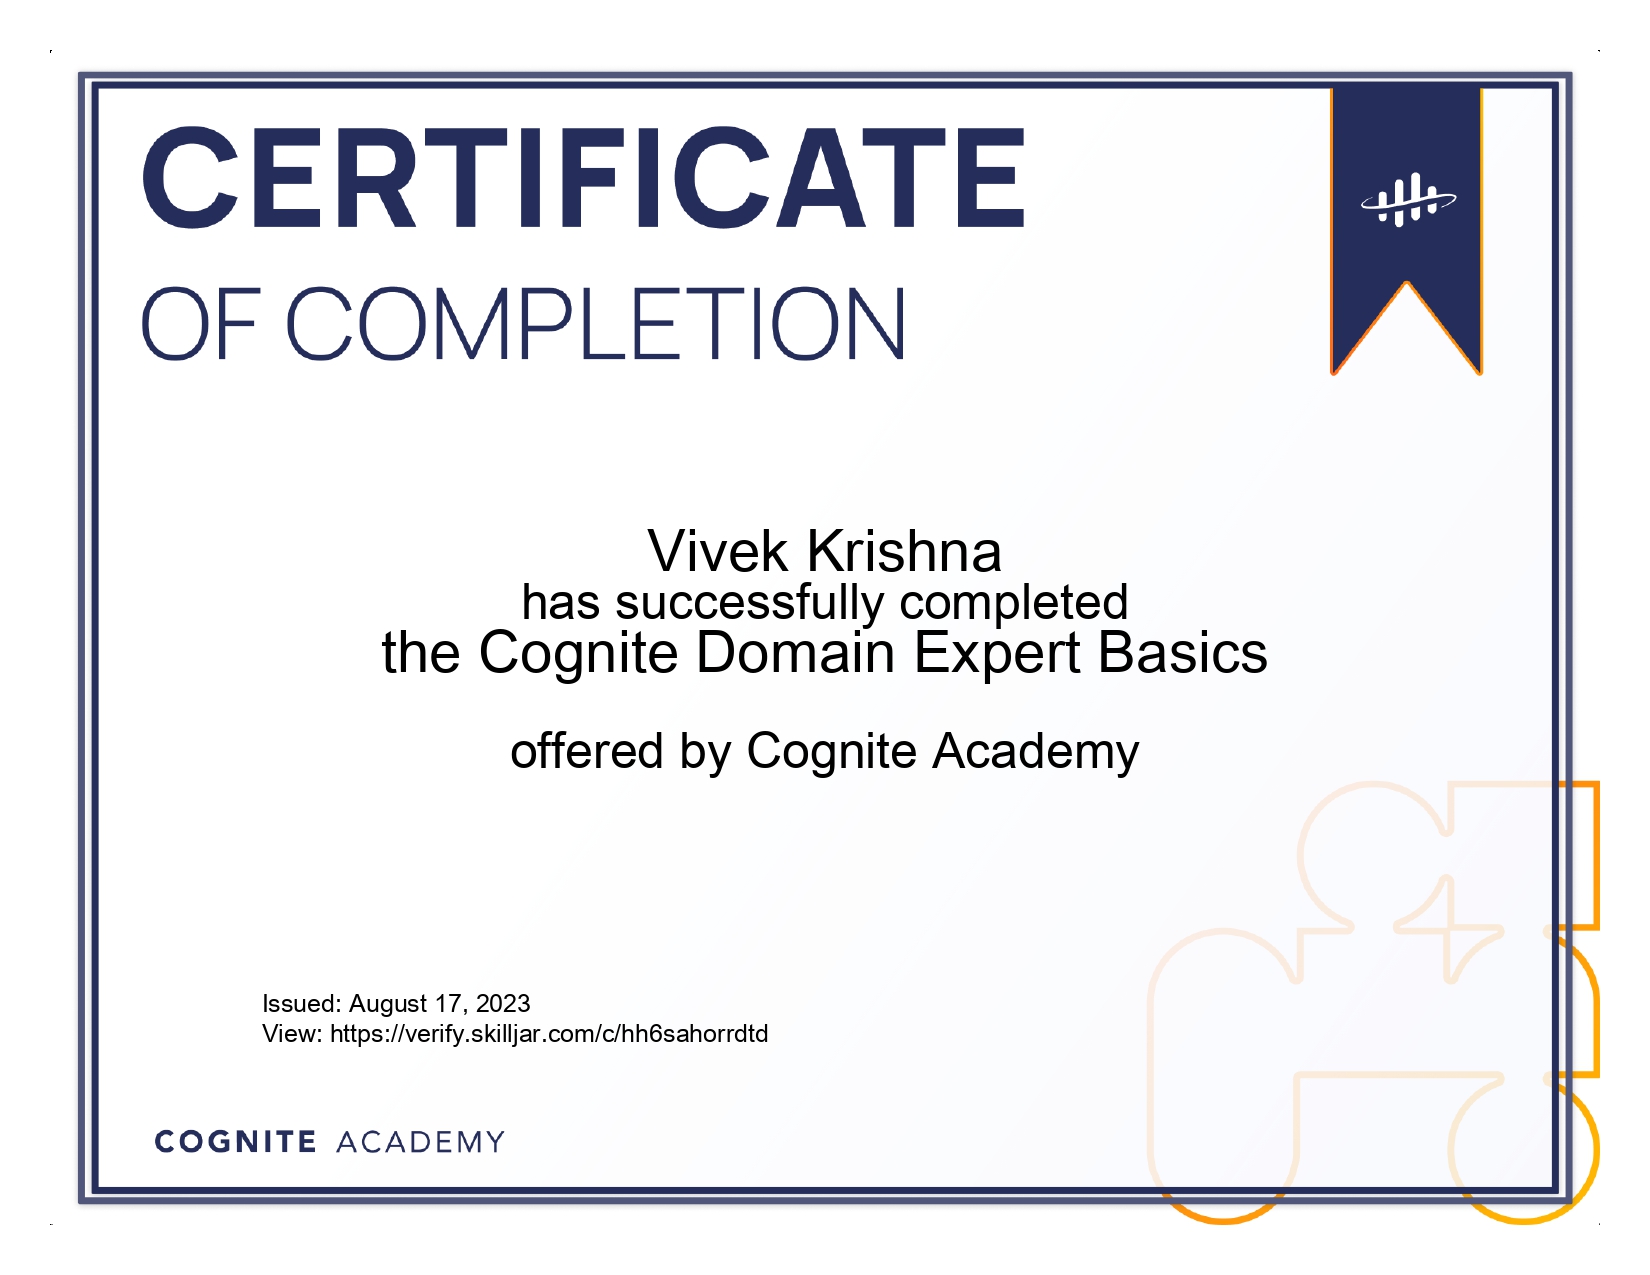 CERTIFICATE
OF COMPLETION
Vivek Krishna
has successfully completed
the Cognite Domain Expert Basics
offered by Cognite Academy
Issued: August 17, 2023
View: https://verify.skilljar.com/c/hh6sahorrdtd
COGNITE ACADEMY